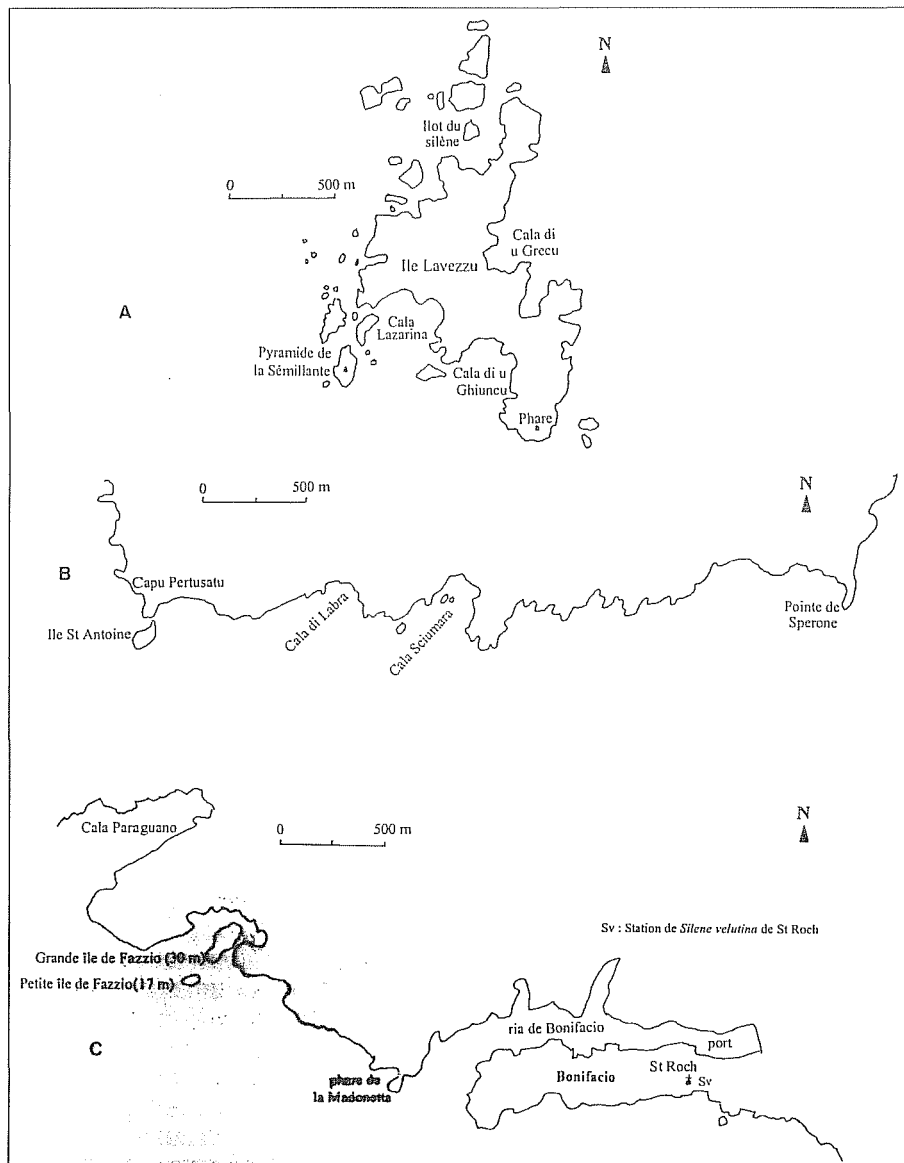 N
Ilot du
silène
0 500 m
Cala di
u Grecu
Ile Lavezzu
A
Cala
Lazarina
Pyramide de
la Sémillante
Cala di u
Ghiuncu
Phare
0 500 m
N
B
Capu Pertusatu
Ile St Antoine
Cala di Labra
Cala Sciumara
Pointe de
Sperone
Cala Paraguano
0 500 m
N
Sv : Station de Silene velutina de St Roch
Grande île de Fazzio (30 m)
Petite île de Fazzio (17 m)
C
ria de Bonifacio
port
phare de
la Madonetta
Bonifacio
St Roch
Sv